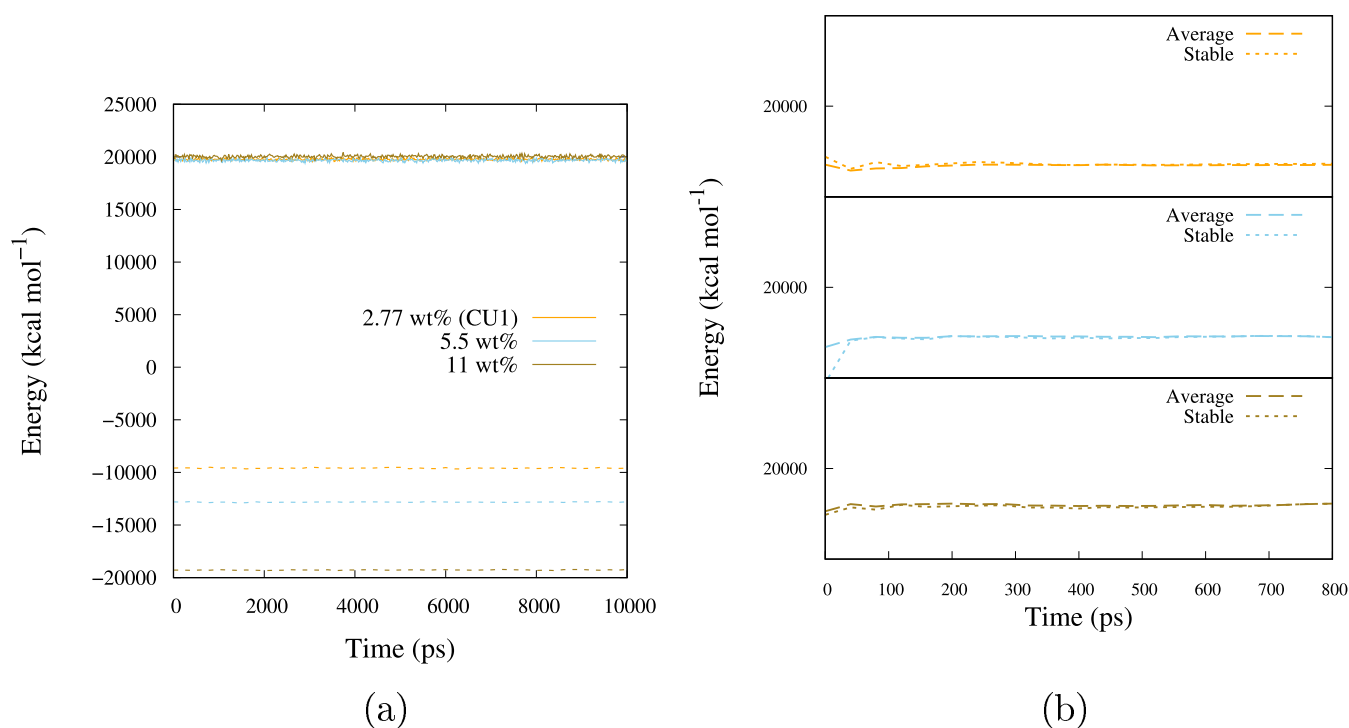 25000
20000
15000
10000
5000
0
−5000
−10000
−15000
−20000
Energy (kcal mol−1)
2.77 wt% (CU1)
5.5 wt%
11 wt%
0 2000 4000 6000 8000 10000
Time (ps)
(a)
Average
Stable
20000
Average
Stable
20000
Average
Stable
20000
Energy (kcal mol-1)
0 100 200 300 400 500 600 700 800
Time (ps)
(b)